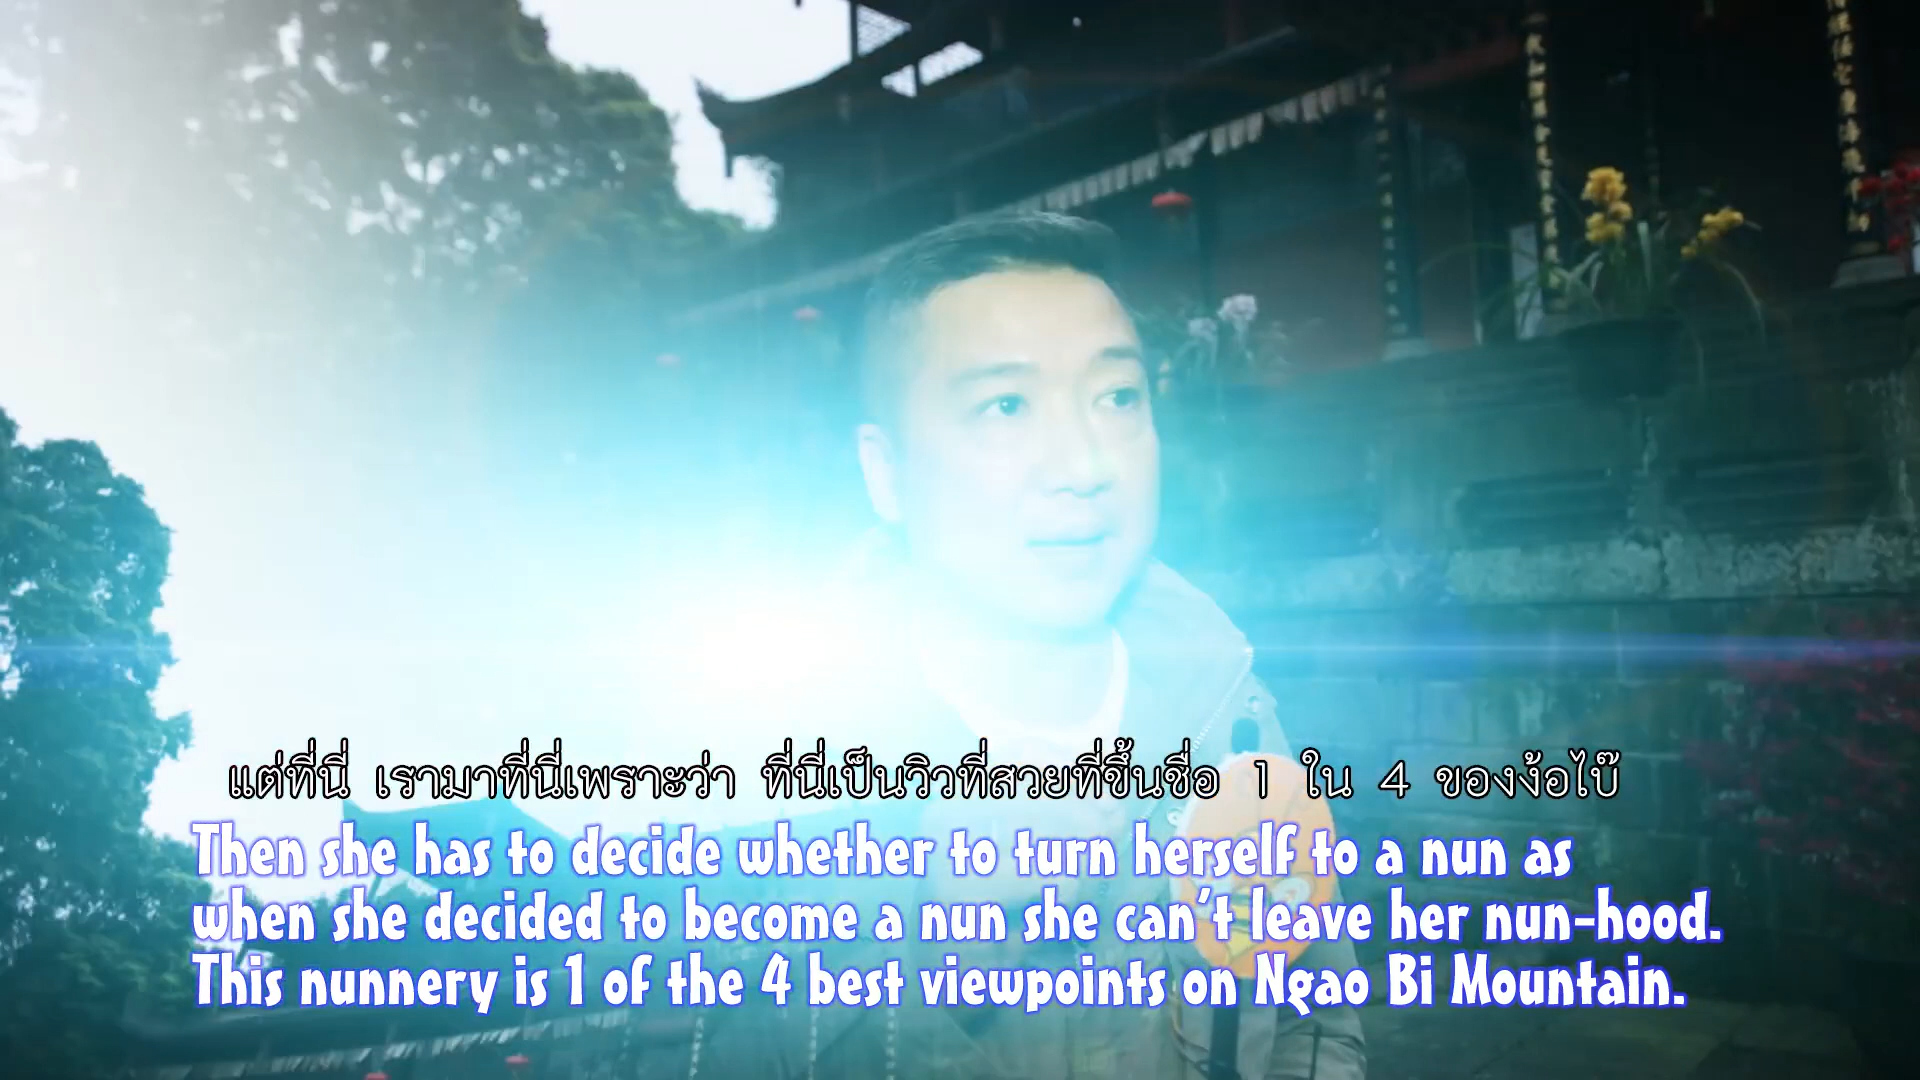 แต่ที่นี่ เรามาที่นี่เพราะว่า ที่นี่เป็นวิวที่สวยที่ขึ้นชื่อ 1 ใน 4 ของง้อไบ๊
Then she has to decide whether to turn herself to a nun as
when she decided to become a nun she can't leave her nun-hood.
This nunnery is 1 of the 4 best viewpoints on Ngao Bi Mountain.